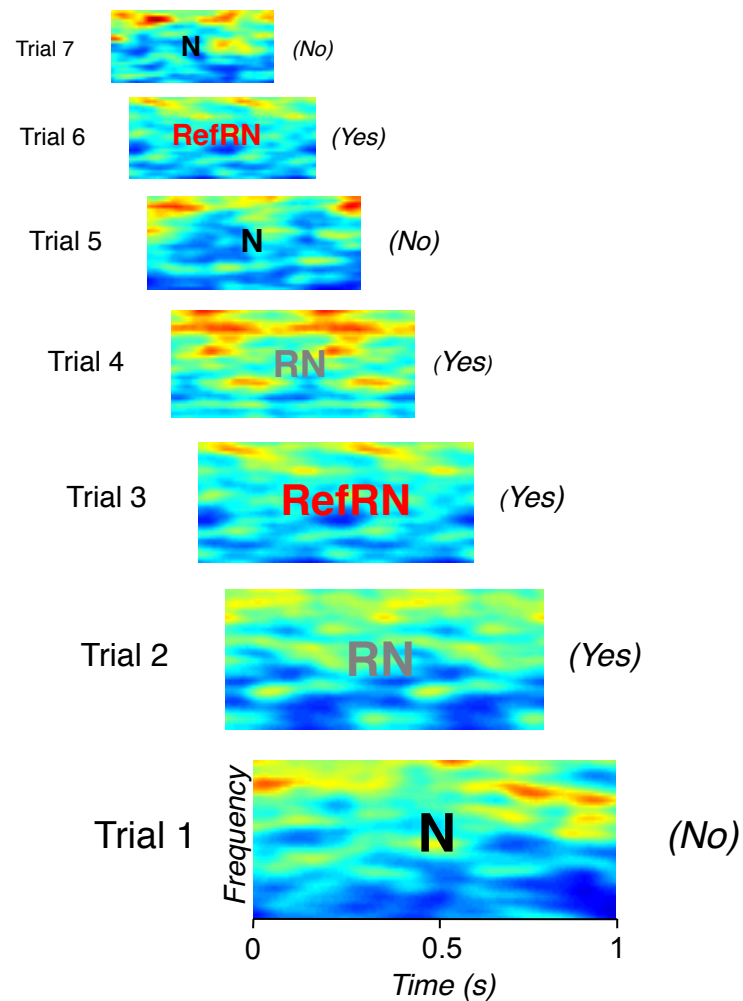 Trial 7 N (No)
Trial 6 RefRN (Yes)
Trial 5 N (No)
Trial 4 RN (Yes)
Trial 3 RefRN (Yes)
Trial 2 RN (Yes)
Trial 1 Frequency N (No)
0 0.5 1
Time (s)